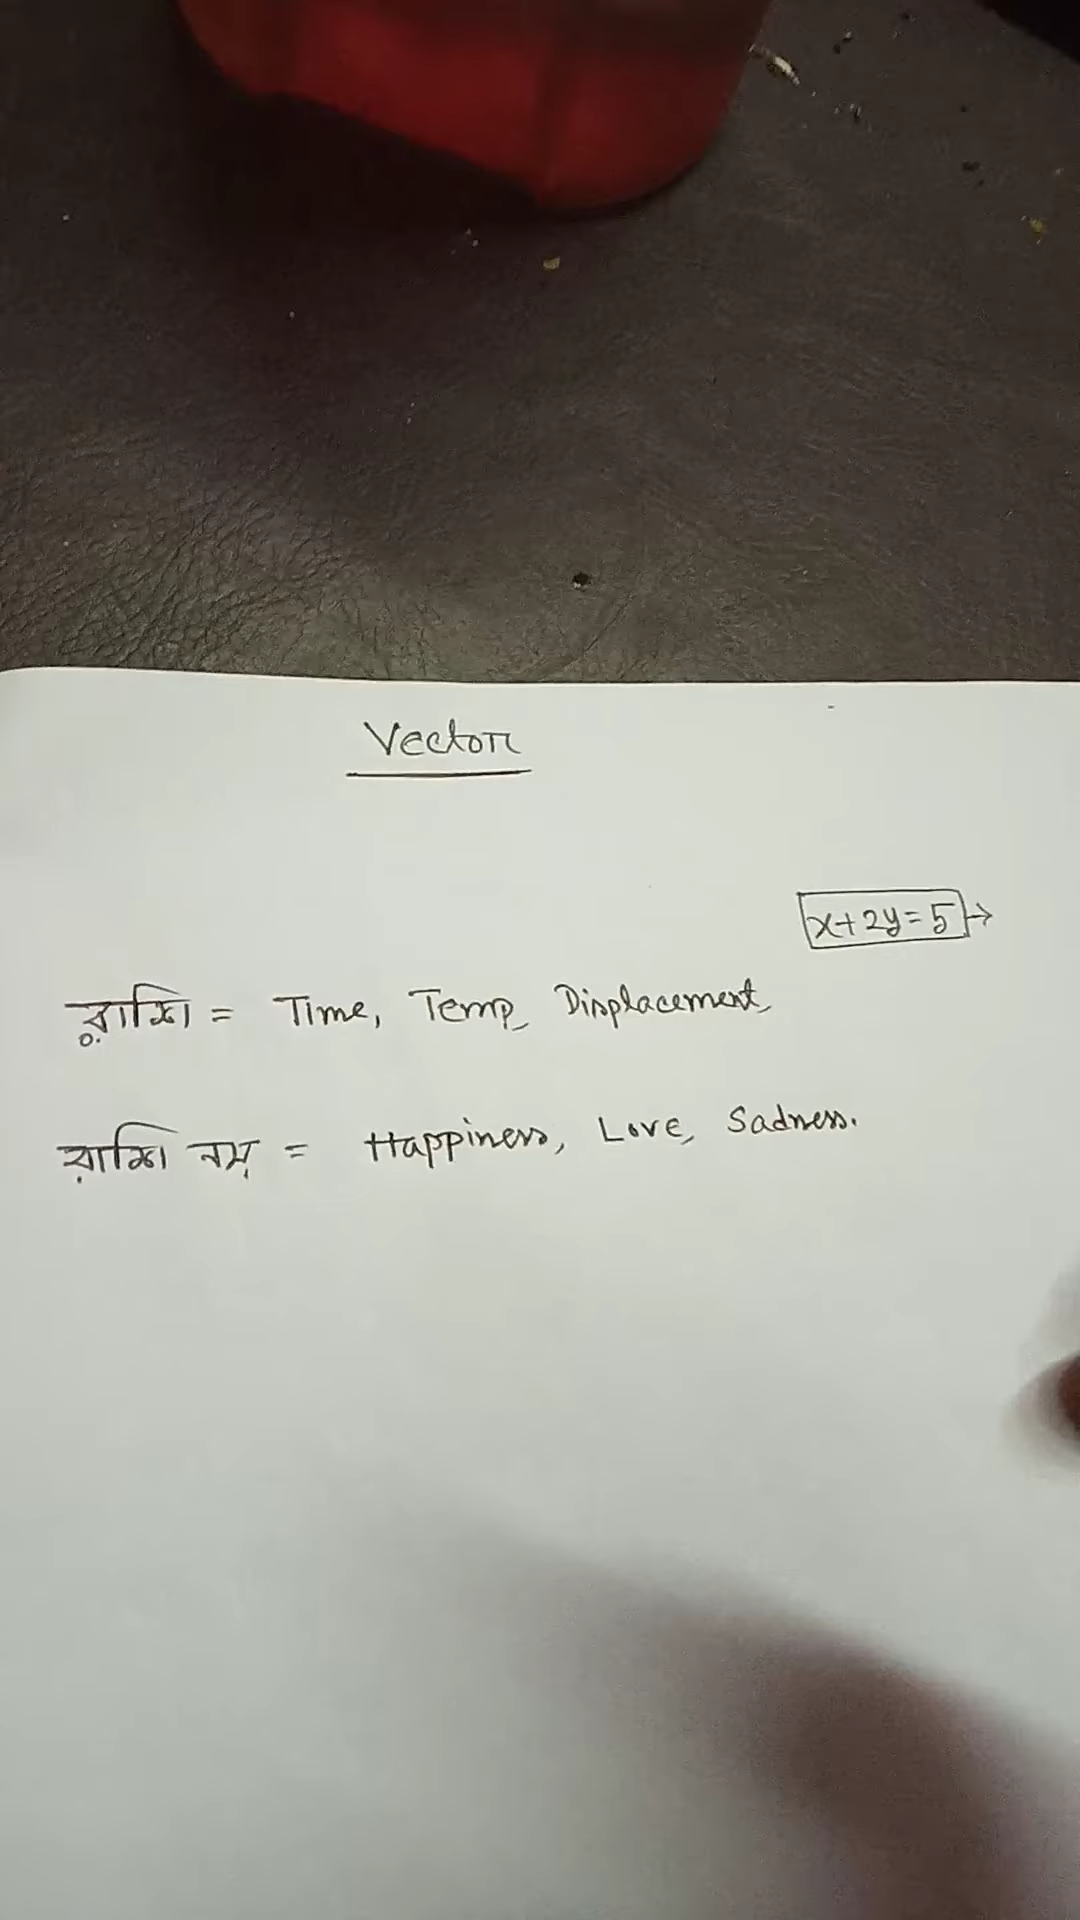 Vector
x+2y=5→
রাশি = Time, Temp, Displacement,
রাশি নয় = Happiness, Love, Sadness.